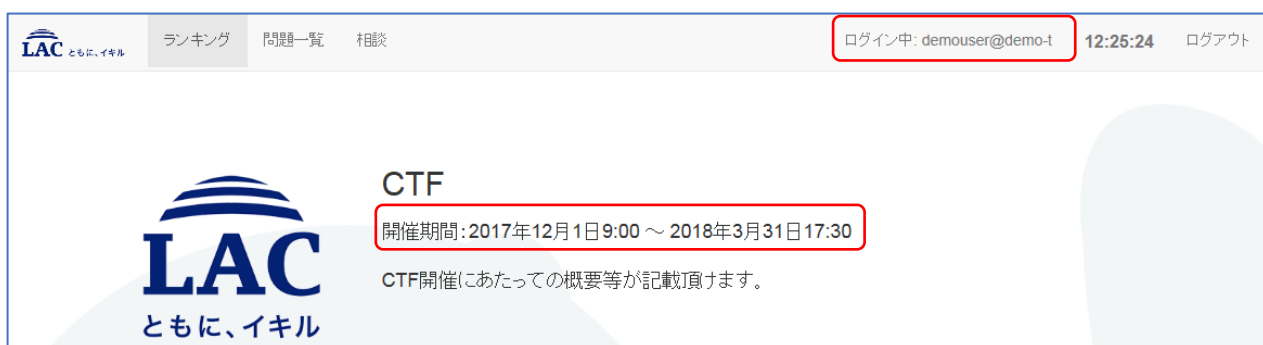 LAC ともに、イキル ランキング 問題一覧 相談 ログイン中: demouser@demo-t 12:25:24 ログアウト
CTF
開催期間:2017年12月1日9:00 ～ 2018年3月31日17:30
CTF開催にあたっての概要等が記載頂けます。
LAC
ともに、イキル